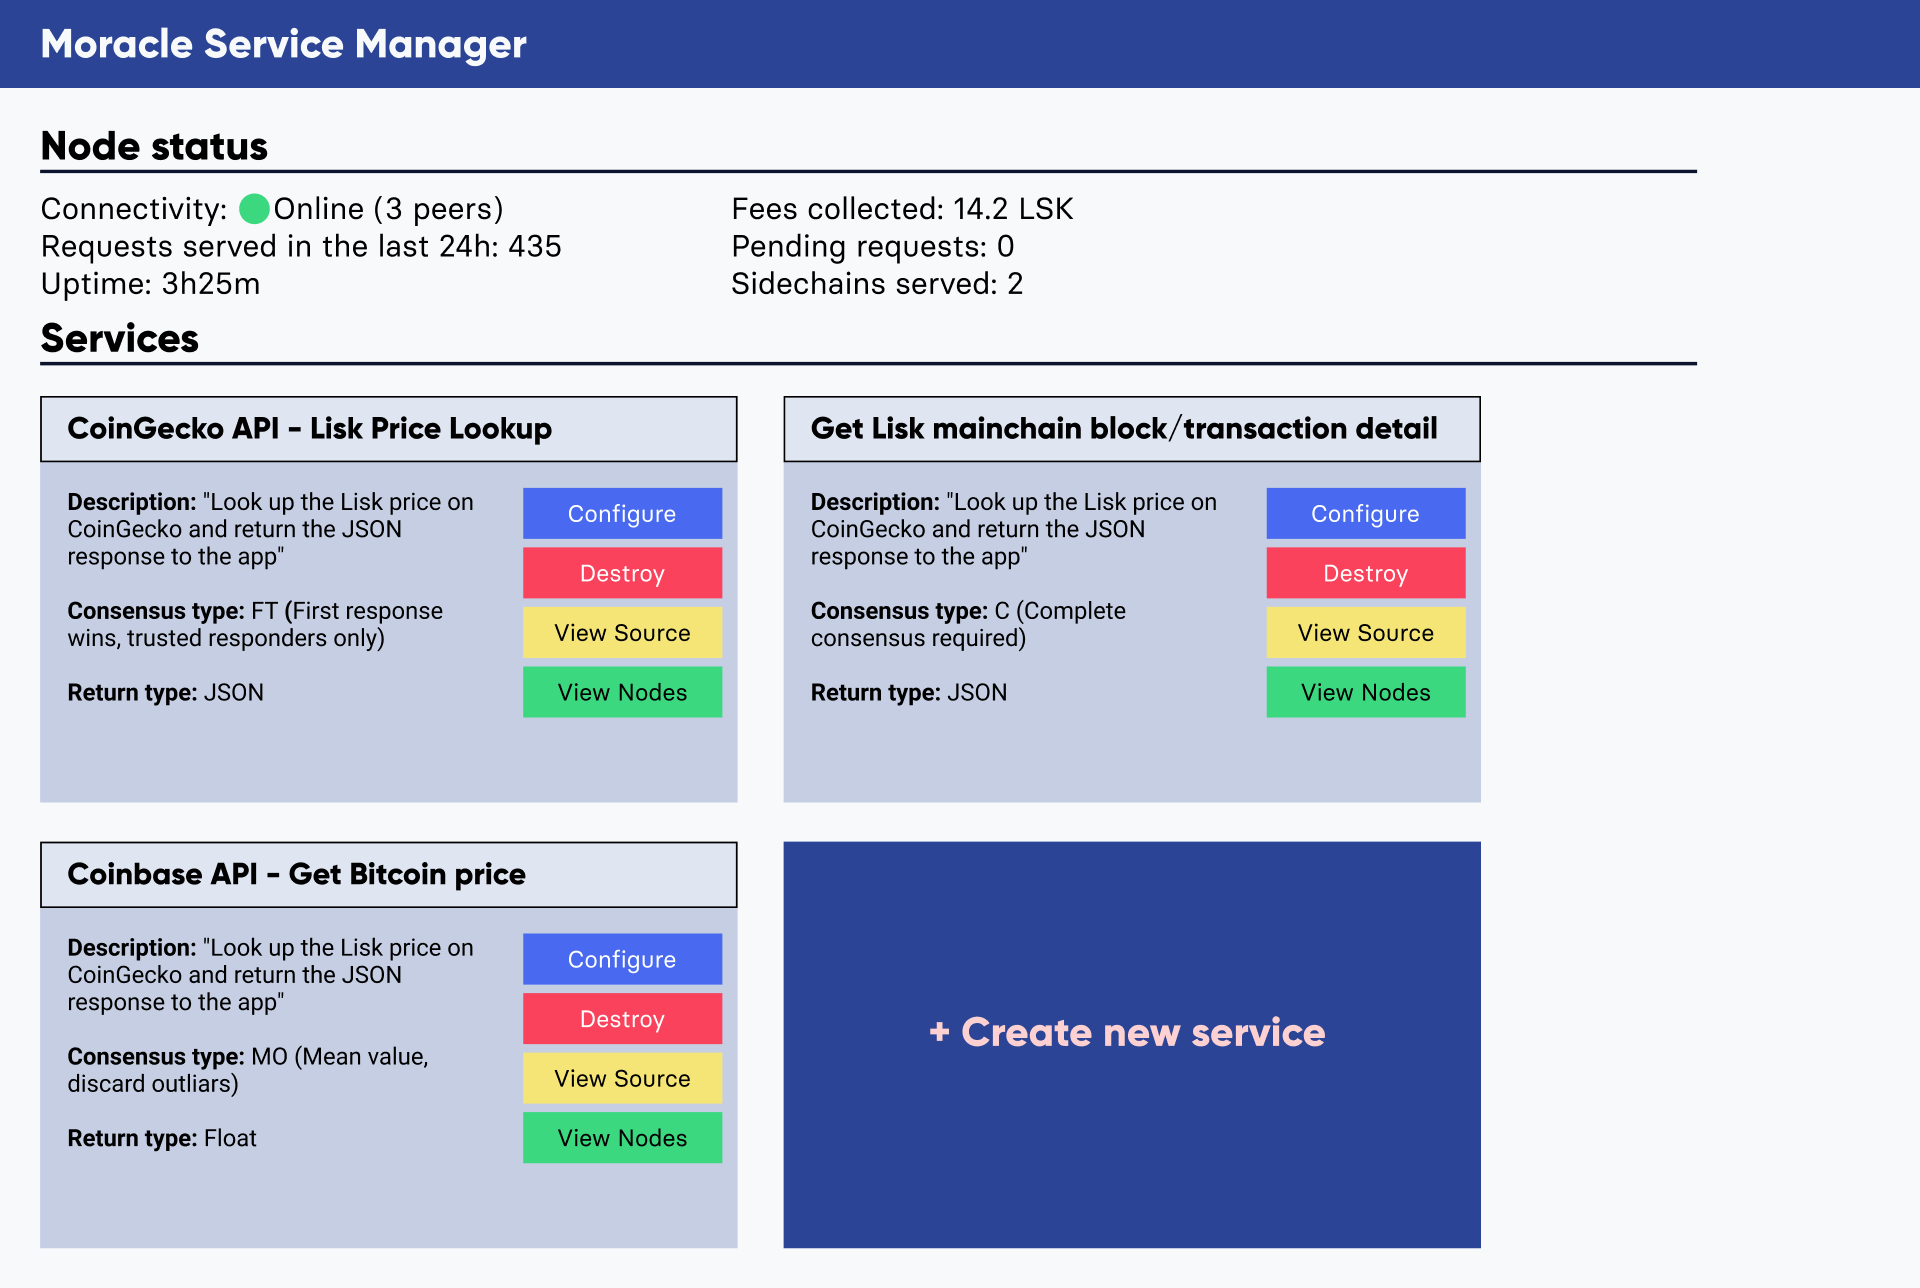 Moracle Service Manager
Node status
Connectivity: Online (3 peers)
Requests served in the last 24h: 435
Uptime: 3h25m
Fees collected: 14.2 LSK
Pending requests: 0
Sidechains served: 2
Services
CoinGecko API - Lisk Price Lookup
Description: "Look up the Lisk price on
CoinGecko and return the JSON
response to the app"
Consensus type: FT (First response
wins, trusted responders only)
Return type: JSON
Configure
Destroy
View Source
View Nodes
Get Lisk mainchain block/transaction detail
Description: "Look up the Lisk price on
CoinGecko and return the JSON
response to the app"
Consensus type: C (Complete
consensus required)
Return type: JSON
Configure
Destroy
View Source
View Nodes
Coinbase API - Get Bitcoin price
Description: "Look up the Lisk price on
CoinGecko and return the JSON
response to the app"
Consensus type: MO (Mean value,
discard outliars)
Return type: Float
Configure
Destroy
View Source
View Nodes
+ Create new service